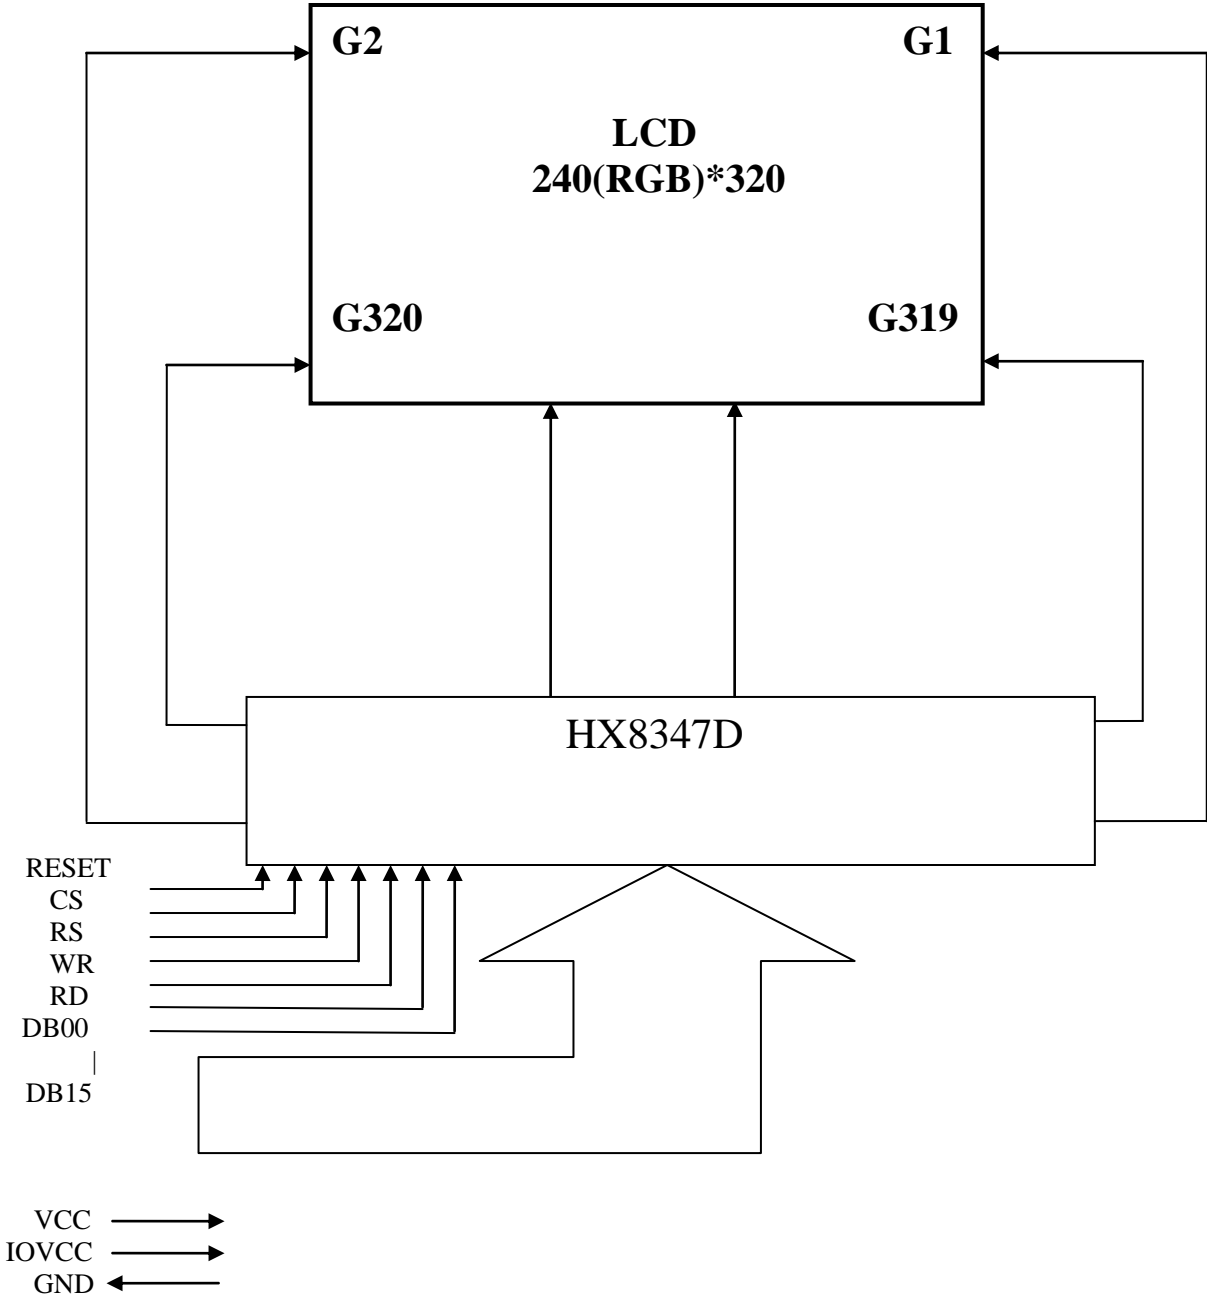 G2 G1
LCD
240(RGB)*320
G320 G319
HX8347D
RESET
CS
RS
WR
RD
DB00
|
DB15
VCC
IOVCC
GND